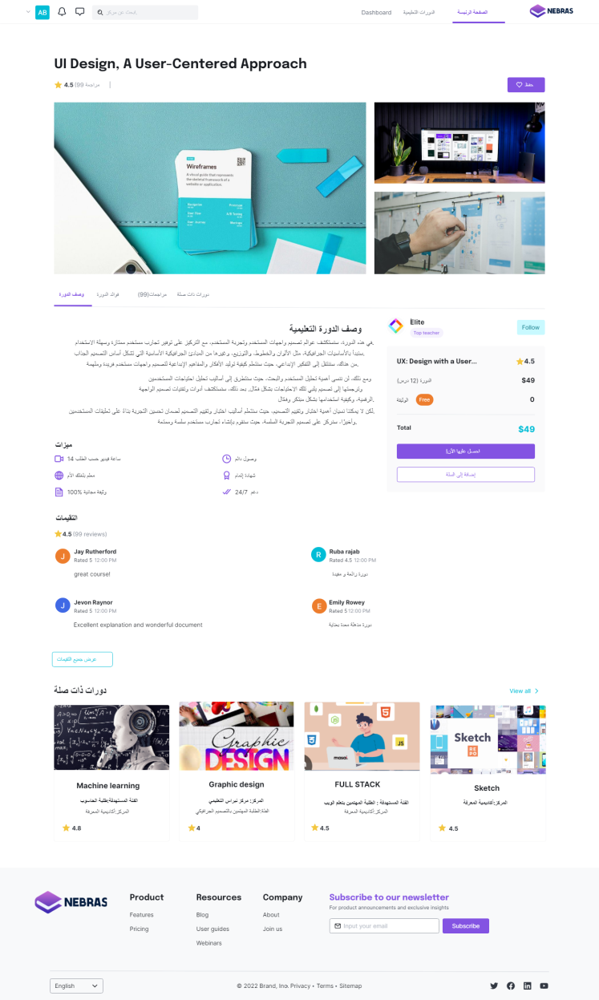 AB
إبحث عن مركز
Dashboard
الدورات التعليمية
الصفحة الرئيسة
NEBRAS
UI Design, A User-Centered Approach
4.5 (99 مراجعة
حفظ
Wireframes
A visual guide that represents
the skeletal framework of a
website or application.
وصف الدورة
فوائد الدورة
مراجعات(99)
دورات ذات صلة
وصف الدورة التعليمية
في هذه الدورة، ستستكشف عوالم تصميم واجهات المستخدم وتجربة المستخدم، مع التركيز على توفير تجارب مستخدم ممتازة وسهلة الاستخدام.
سنبدأ بالأساسيات الجرافيكية، مثل الألوان والخطوط، والتوزيع، وغيرها من المبادئ الجرافيكية الأساسية التي تشكل أساس التصميم الجذاب.
من هناك، سننتقل إلى التفكير الإبداعي، حيث ستتعلم كيفية توليد الأفكار والمفاهيم الإبداعية لتصميم واجهات مستخدم فريدة وملهمة.
ومع ذلك، لن ننسى أهمية تحليل المستخدم والبحث، حيث سنتطرق إلى أساليب تحليل احتياجات المستخدمين
وترجمتها إلى تصميم يلبي تلك الاحتياجات بشكل فعّال. بعد ذلك، ستستكشف أدوات وتقنيات تصميم الواجهة
الرقمية، وكيفية استخدامها بشكل مبتكر وفعّال.
لكن لا يمكننا نسيان أهمية اختبار وتقييم التصميم، حيث ستتعلم أساليب اختبار وتقييم التصميم لضمان تحسين التجربة بناءً على تعليقات المستخدمين.
وأخيرًا، سنركز على تصميم التجربة السلسة، حيث ستقوم بإنشاء تجارب مستخدم سلسة وممتعة.
Elite
Top teacher
Follow
UX: Design with a User...
4.5
الدورة (12 درس)
$49
الوثيقة
Free
0
Total
$49
احصل عليها الآن!
إضافة إلى السلة
ميزات
14 ساعة فيديو حسب الطلب
وصول دائم
معلم بلغتك الأم
شهادة إتمام
وثيقة مجانية 100%
دعم 24/7
التقيمات
4.5 (99 reviews)
J
Jay Rutherford
Rated 5 12:00 PM
great course!
R
Ruba rajab
Rated 4.5 12:00 PM
دورة رائعة و مفيدة
J
Jevon Raynor
Rated 5 12:00 PM
Excellent explanation and wonderful document
E
Emily Rowey
Rated 5 12:00 PM
دورة مذهلة معدة بعناية
عرض جميع القيمات
دورات ذات صلة
View all
Graphic
DESIGN
masai.
JS
Sketch
REPO
Machine learning
الفئة المستهدفة:طلبة الحاسوب
المركز:أكاديمية المعرفة
4.8
Graphic design
المركز: مركز نبراس التعليمي
الفئة:الطلبة المهتمين بالتصميم الجرافيكي
4
FULL STACK
الفئة المستهدفة : الطلبة المهتمين بتعلم الويب
المركز:أكاديمية المعرفة
4.5
Sketch
المركز:أكاديمية المعرفة
4.5
NEBRAS
Product
Features
Pricing
Resources
Blog
User guides
Webinars
Company
About
Join us
Subscribe to our newsletter
For product announcements and exclusive insights
Input your email
Subscribe
English
© 2022 Brand, Inc. Privacy • Terms • Sitemap